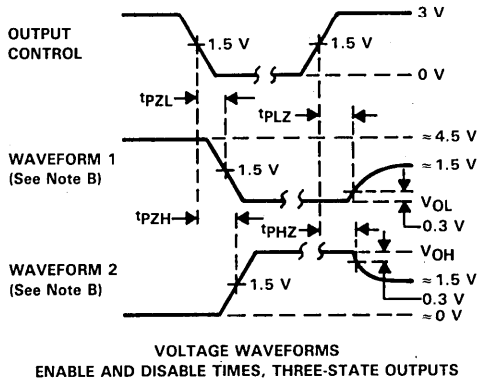 3 V
OUTPUT
CONTROL
1.5 V
1.5 V
0 V
tPZL
tPLZ
≈ 4.5 V
WAVEFORM 1
(See Note B)
1.5 V
≈ 1.5 V
VOL
0.3 V
tPZH
tPHZ
VOH
WAVEFORM 2
(See Note B)
1.5 V
≈ 1.5 V
0.3 V
≈ 0 V
VOLTAGE WAVEFORMS
ENABLE AND DISABLE TIMES, THREE-STATE OUTPUTS